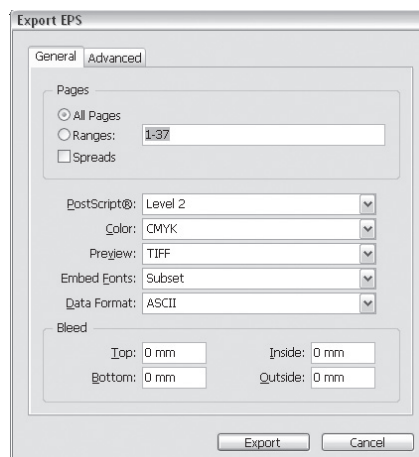 Export EPS
General Advanced
Pages
All Pages
Ranges: 1-37
Spreads
PostScript®: Level 2
Color: CMYK
Preview: TIFF
Embed Fonts: Subset
Data Format: ASCII
Bleed
Top: 0 mm Inside: 0 mm
Bottom: 0 mm Outside: 0 mm
Export Cancel